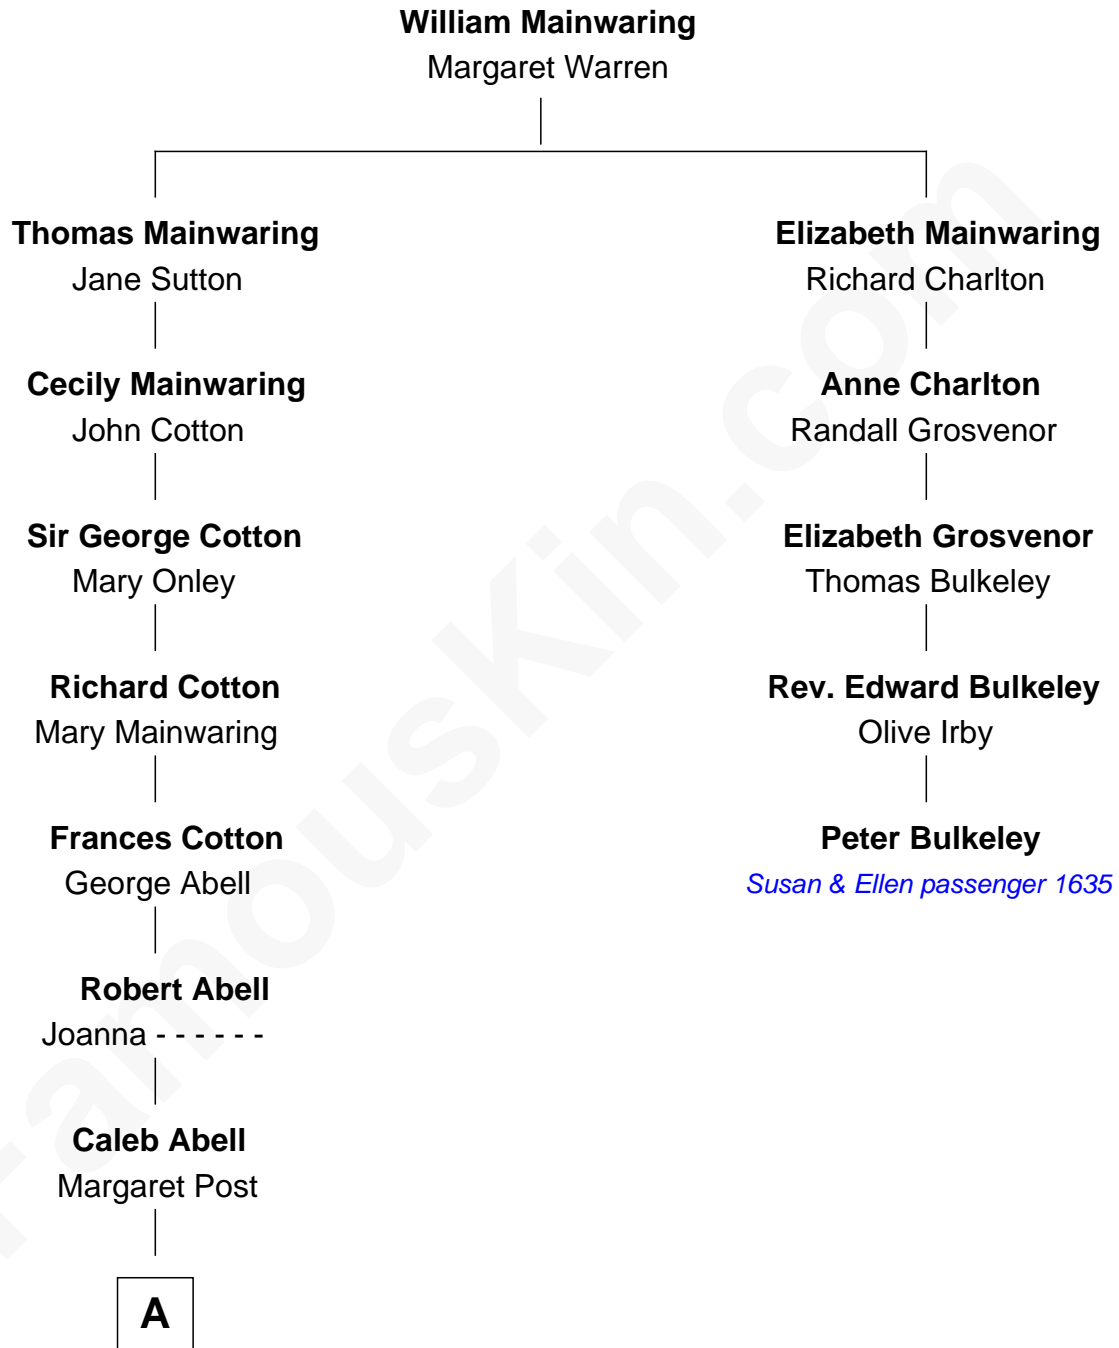 William Mainwaring
Margaret Warren
Thomas Mainwaring
Jane Sutton
Elizabeth Mainwaring
Richard Charlton
Cecily Mainwaring
John Cotton
Anne Charlton
Randall Grosvenor
Sir George Cotton
Mary Onley
Elizabeth Grosvenor
Thomas Bulkeley
Richard Cotton
Mary Mainwaring
Rev. Edward Bulkeley
Olive Irby
Frances Cotton
George Abell
Peter Bulkeley
Susan & Ellen passenger 1635
Robert Abell
Joanna - - - - - -
Caleb Abell
Margaret Post
A
FamousKin.com